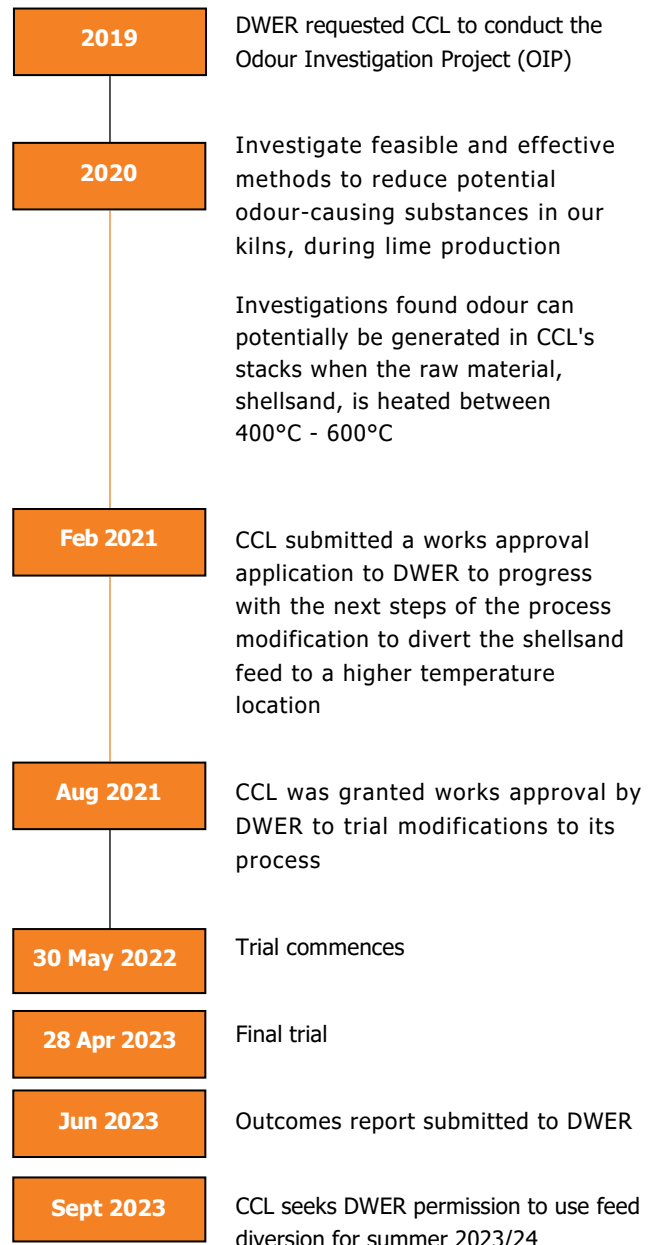 2019
DWER requested CCL to conduct the
Odour Investigation Project (OIP)
2020
Investigate feasible and effective
methods to reduce potential
odour-causing substances in our
kilns, during lime production
Investigations found odour can
potentially be generated in CCL's
stacks when the raw material,
shellsand, is heated between
400°C - 600°C
Feb 2021
CCL submitted a works approval
application to DWER to progress
with the next steps of the process
modification to divert the shellsand
feed to a higher temperature
location
Aug 2021
CCL was granted works approval by
DWER to trial modifications to its
process
30 May 2022
Trial commences
28 Apr 2023
Final trial
Jun 2023
Outcomes report submitted to DWER
Sept 2023
CCL seeks DWER permission to use feed
diversion for summer 2023/24